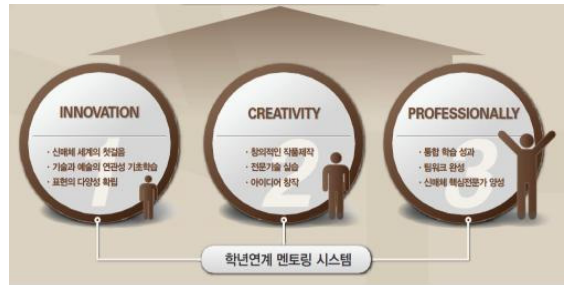 INNOVATION
1
· 신매체 세계의 첫걸음
· 기술과 예술의 연관성 기초학습
· 표현의 다양성 확립
CREATIVITY
2
· 창의적인 작품제작
· 전문기술 실습
· 아이디어 창작
PROFESSIONALLY
3
· 통합 학습 성과
· 팀워크 완성
· 신매체 핵심전문가 양성
학년연계 멘토링 시스템